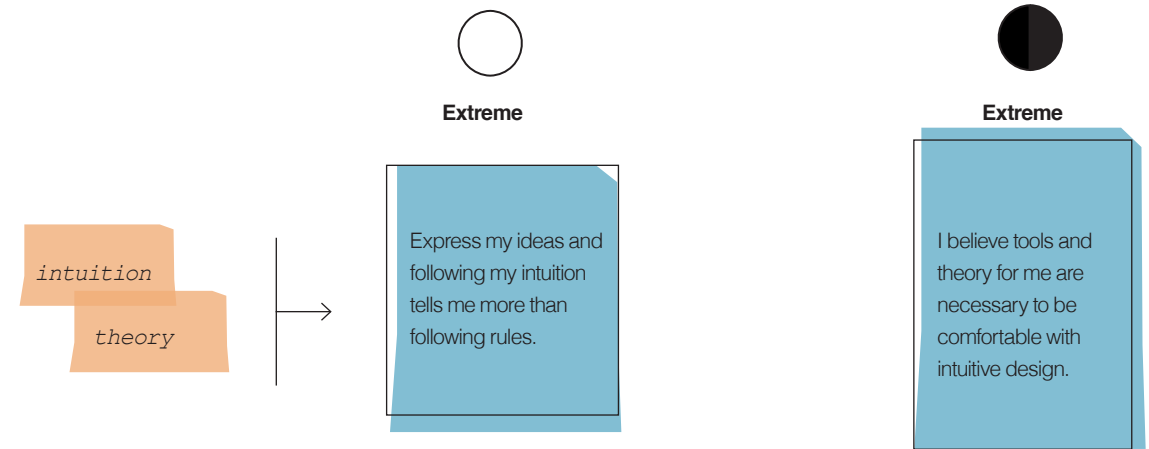 Extreme
Extreme
intuition
theory
Express my ideas and
following my intuition
tells me more than
following rules.
I believe tools and
theory for me are
necessary to be
comfortable with
intuitive design.